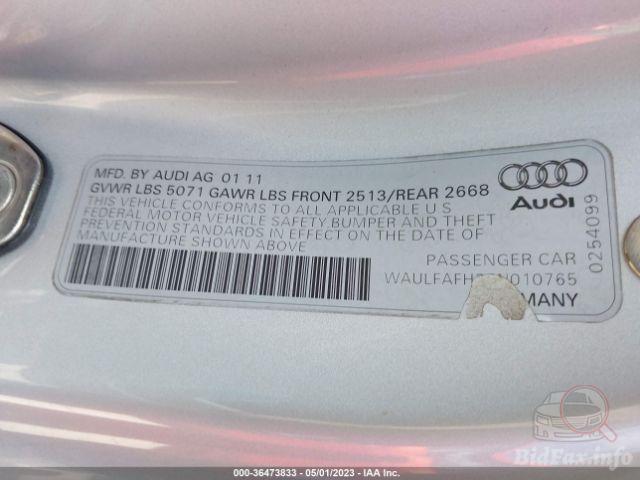 MFD. BY AUDI AG 01 11
GVWR LBS 5071 GAWR LBS FRONT 2513/REAR 2668
THIS VEHICLE CONFORMS TO ALL APPLICABLE U S
FEDERAL MOTOR VEHICLE SAFETY BUMPER AND THEFT
PREVENTION STANDARDS IN EFFECT ON THE DATE OF
MANUFACTURE SHOWN ABOVE
Audi
0254099
PASSENGER CAR
BidFax.info
000-36473833 - 05/01/2023 - IAA Inc.